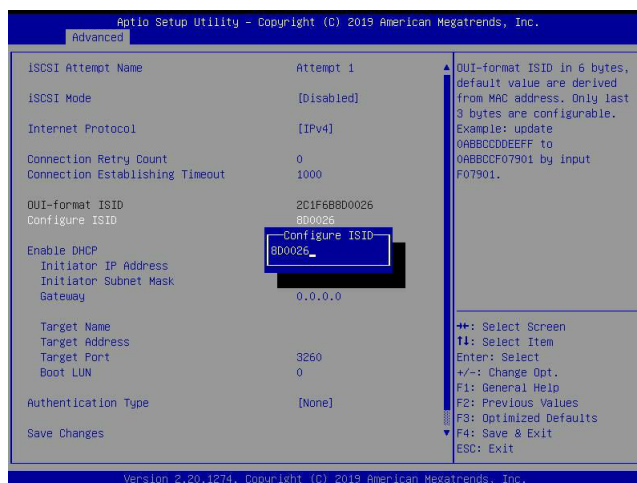 Aptio Setup Utility – Copyright (C) 2019 American Megatrends, Inc.
Advanced
iSCSI Attempt Name Attempt 1
iSCSI Mode [Disabled]
Internet Protocol [IPv4]
Connection Retry Count 0
Connection Establishing Timeout 1000
OUI-format ISID 2C1F6B8D0026
Configure ISID 8D0026
Configure ISID
8D0026_
Enable DHCP
Initiator IP Address
Initiator Subnet Mask
Gateway 0.0.0.0
Target Name
Target Address
Target Port 3260
Boot LUN 0
Authentication Type [None]
Save Changes
OUI-format ISID in 6 bytes,
default value are derived
from MAC address. Only last
3 bytes are configurable.
Example: update
0ABBCCDDEEFF to
0ABBCCF07901 by input
F07901.
→←: Select Screen
↑↓: Select Item
Enter: Select
+/-: Change Opt.
F1: General Help
F2: Previous Values
F3: Optimized Defaults
F4: Save & Exit
ESC: Exit
Version 2.20.1274. Copyright (C) 2019 American Megatrends, Inc.